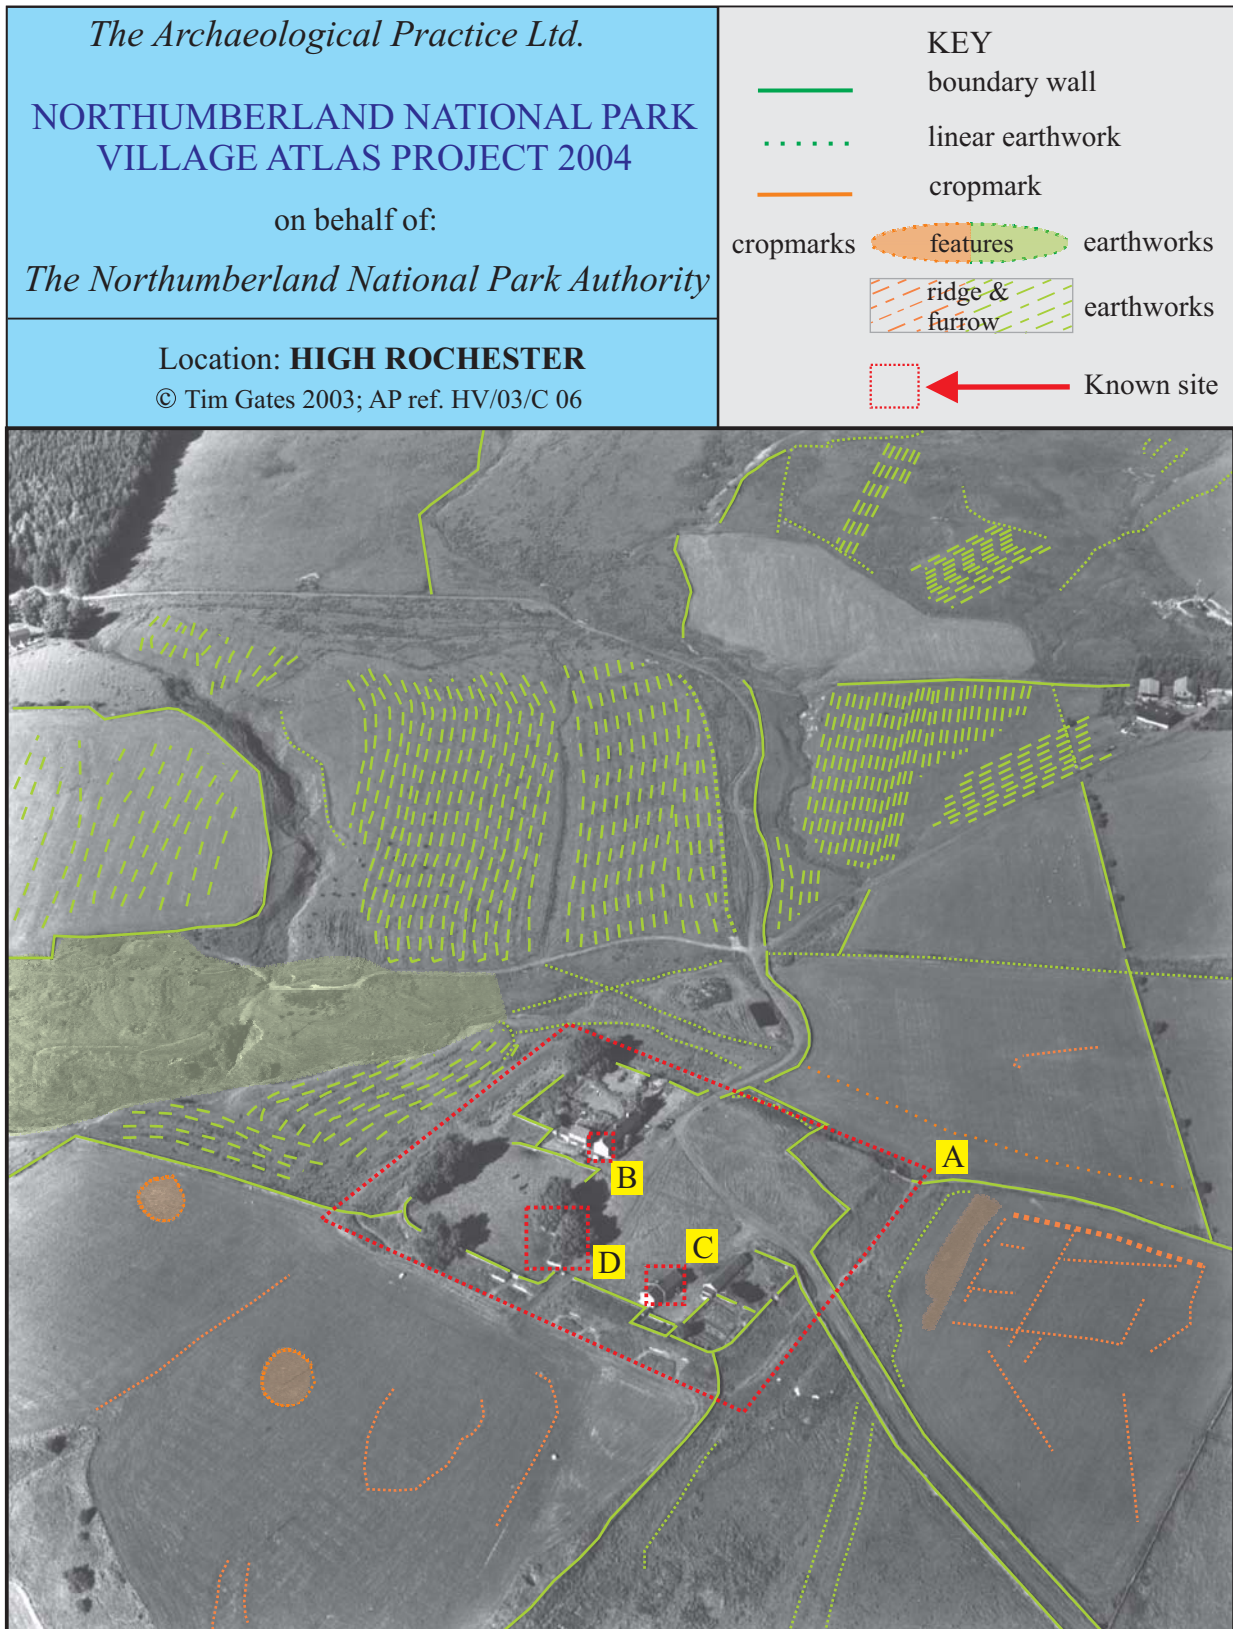 The Archaeological Practice Ltd.
NORTHUMBERLAND NATIONAL PARK
VILLAGE ATLAS PROJECT 2004
on behalf of:
The Northumberland National Park Authority
Location: HIGH ROCHESTER
© Tim Gates 2003; AP ref. HV/03/C 06
KEY
boundary wall
linear earthwork
cropmark
cropmarks features earthworks
ridge &
furrow
earthworks
Known site
A
B
C
D